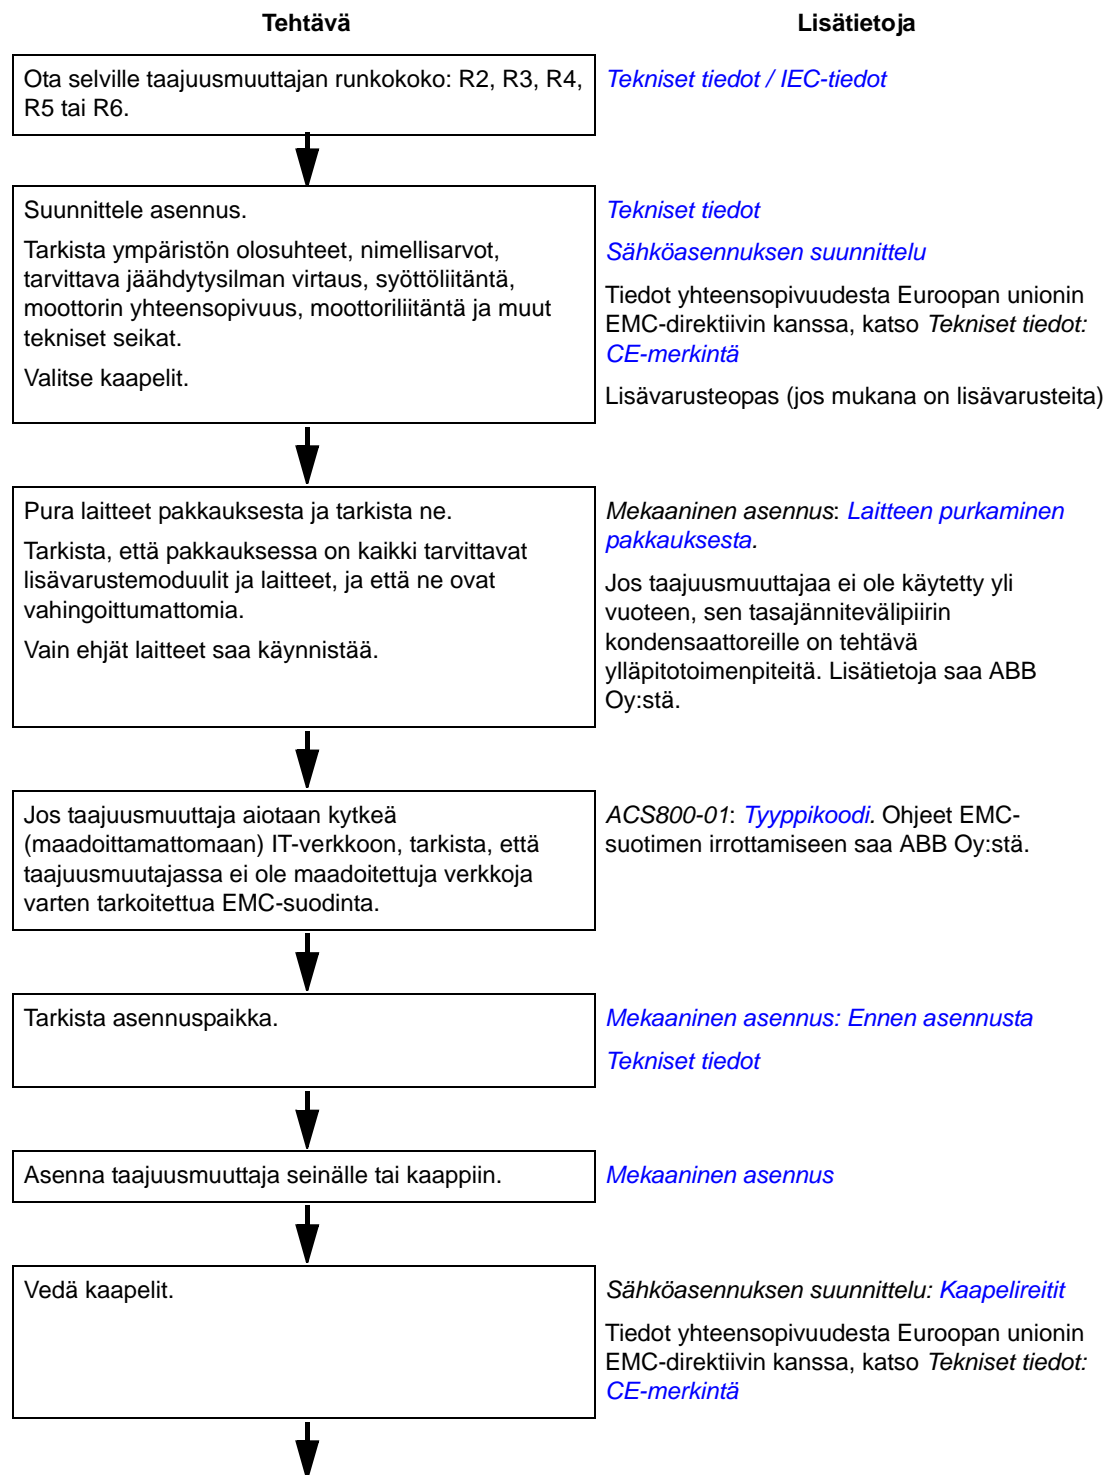 Tehtävä
Lisätietoja
Ota selville taajuusmuuttajan runkokoko: R2, R3, R4,
R5 tai R6.
Tekniset tiedot / IEC-tiedot
Suunnittele asennus.
Tarkista ympäristön olosuhteet, nimellisarvot,
tarvittava jäähdytysilman virtaus, syöttöliitäntä,
moottorin yhteensopivuus, moottoriliitäntä ja muut
tekniset seikat.
Valitse kaapelit.
Tekniset tiedot
Sähköasennuksen suunnittelu
Tiedot yhteensopivuudesta Euroopan unionin
EMC-direktiivin kanssa, katso Tekniset tiedot:
CE-merkintä
Lisävarusteopas (jos mukana on lisävarusteita)
Pura laitteet pakkauksesta ja tarkista ne.
Tarkista, että pakkauksessa on kaikki tarvittavat
lisävarustemoduulit ja laitteet, ja että ne ovat
vahingoittumattomia.
Vain ehjät laitteet saa käynnistää.
Mekaaninen asennus: Laitteen purkaminen
pakkauksesta.
Jos taajuusmuuttajaa ei ole käytetty yli
vuoteen, sen tasajännitevälipiirin
kondensaattoreille on tehtävä
ylläpitotoimenpiteitä. Lisätietoja saa ABB
Oy:stä.
Jos taajuusmuuttaja aiotaan kytkeä
(maadoittamattomaan) IT-verkkoon, tarkista, että
taajuusmuutajassa ei ole maadoitettuja verkkoja
varten tarkoitettua EMC-suodinta.
ACS800-01: Tyyppikoodi. Ohjeet EMC-
suotimen irrottamiseen saa ABB Oy:stä.
Tarkista asennuspaikka.
Mekaaninen asennus: Ennen asennusta
Tekniset tiedot
Asenna taajuusmuuttaja seinälle tai kaappiin.
Mekaaninen asennus
Vedä kaapelit.
Sähköasennuksen suunnittelu: Kaapelireitit
Tiedot yhteensopivuudesta Euroopan unionin
EMC-direktiivin kanssa, katso Tekniset tiedot:
CE-merkintä